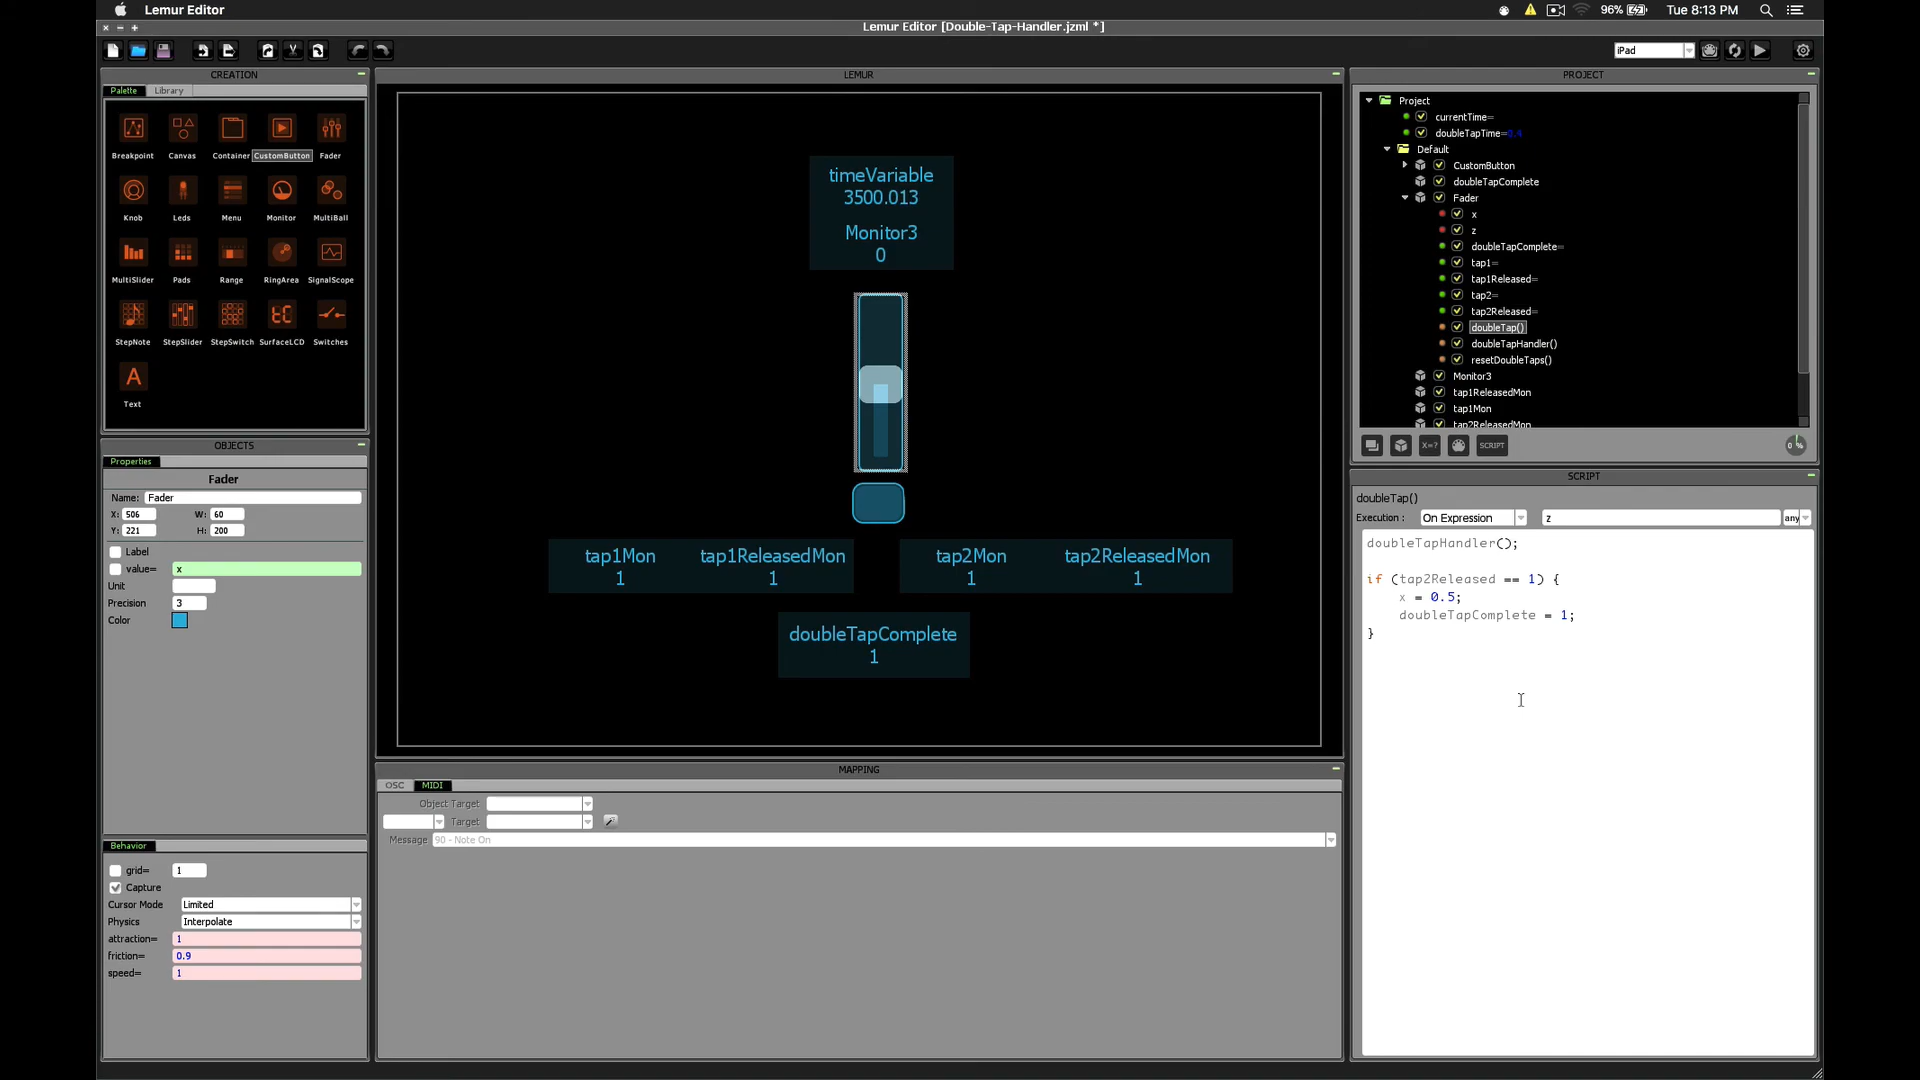 Lemur Editor
96%
Tue 8:13 PM
Lemur Editor [Double-Tap-Handler.jzml *]
iPad
CREATION
Palette
Library
Breakpoint
Canvas
Container
CustomButton
Fader
Knob
Leds
Menu
Monitor
MultiBall
MultiSlider
Pads
Range
RingArea
SignalScope
StepNote
StepSlider
StepSwitch
SurfaceLCD
Switches
A
Text
OBJECTS
Properties
Fader
Name: Fader
X: 506 W: 60
Y: 221 H: 200
Label
value= x
Unit
Precision 3
Color
Behavior
grid= 1
Capture
Cursor Mode Limited
Physics Interpolate
attraction= 1
friction= 0.9
speed= 1
LEMUR
timeVariable
3500.013
Monitor3
0
tap1Mon
1
tap1ReleasedMon
1
tap2Mon
1
tap2ReleasedMon
1
doubleTapComplete
1
MAPPING
OSC
MIDI
Object Target
Target
Message 90 - Note On
PROJECT
Project
currentTime=
doubleTapTime=0.4
Default
CustomButton
doubleTapComplete
Fader
x
z
doubleTapComplete=
tap1=
tap1Released=
tap2=
tap2Released=
doubleTap()
doubleTapHandler()
resetDoubleTaps()
Monitor3
tap1ReleasedMon
tap1Mon
tap2ReleasedMon
X=?
SCRIPT
0 %
SCRIPT
doubleTap()
Execution : On Expression z any
doubleTapHandler();
if (tap2Released == 1) {
x = 0.5;
doubleTapComplete = 1;
}